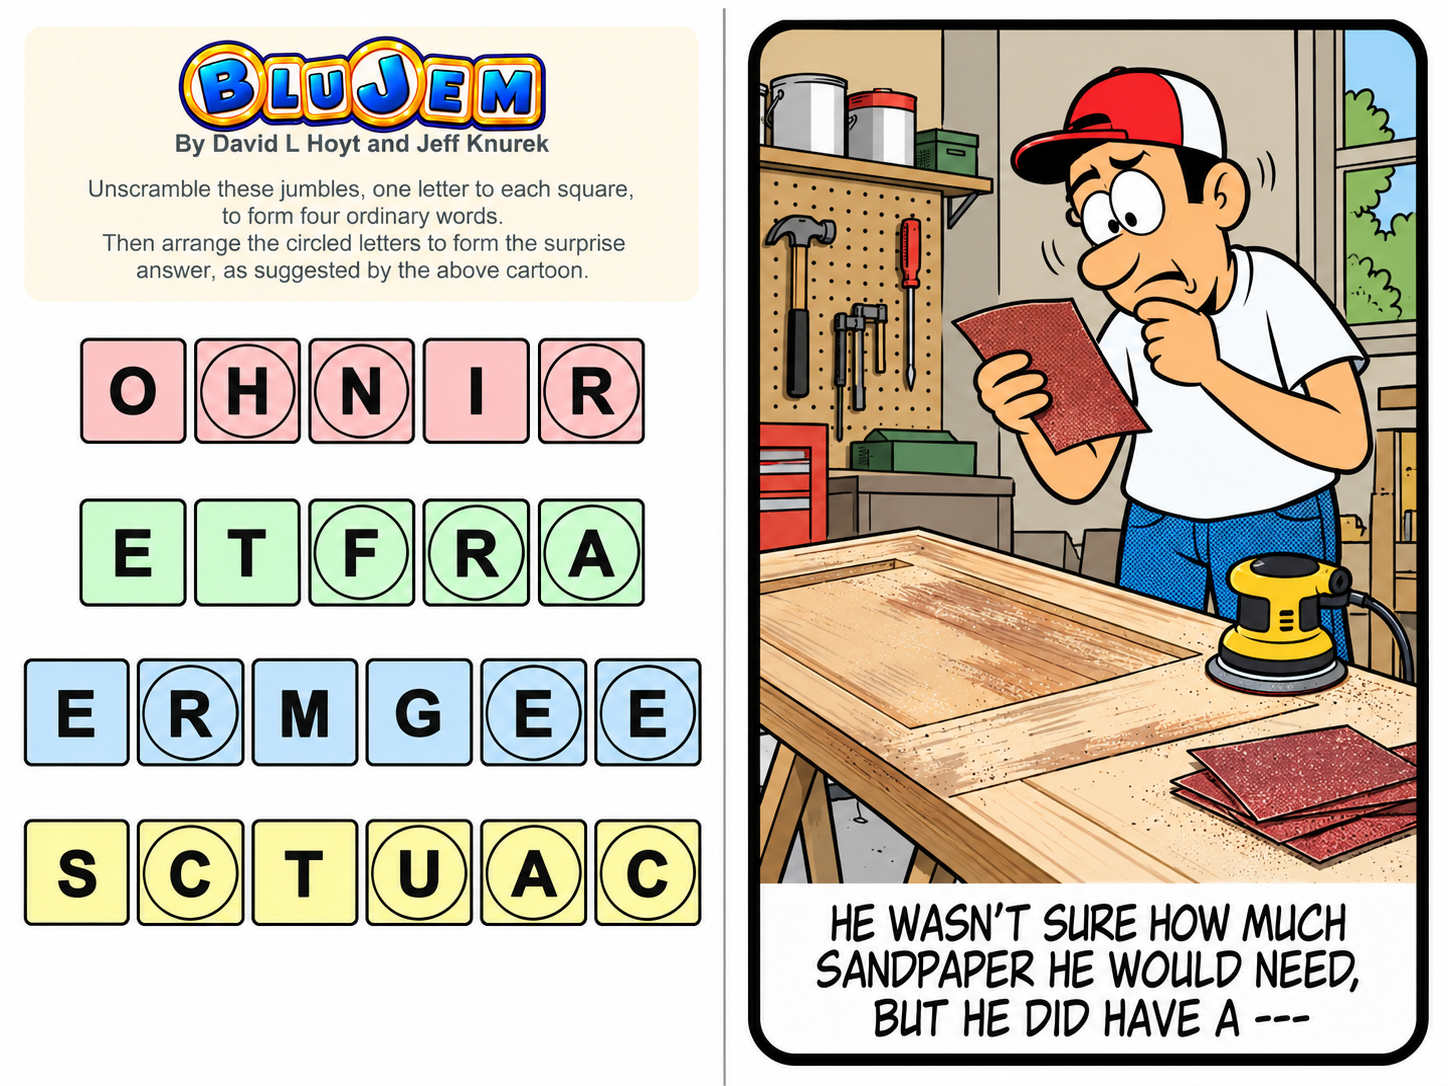 BLUJEM
By David L Hoyt and Jeff Knurek
Unscramble these jumbles, one letter to each square,
to form four ordinary words.
Then arrange the circled letters to form the surprise
answer, as suggested by the above cartoon.
O H N I R
E T F R A
E R M G E E
S C T U A C
HE WASN'T SURE HOW MUCH
SANDPAPER HE WOULD NEED,
BUT HE DID HAVE A ---